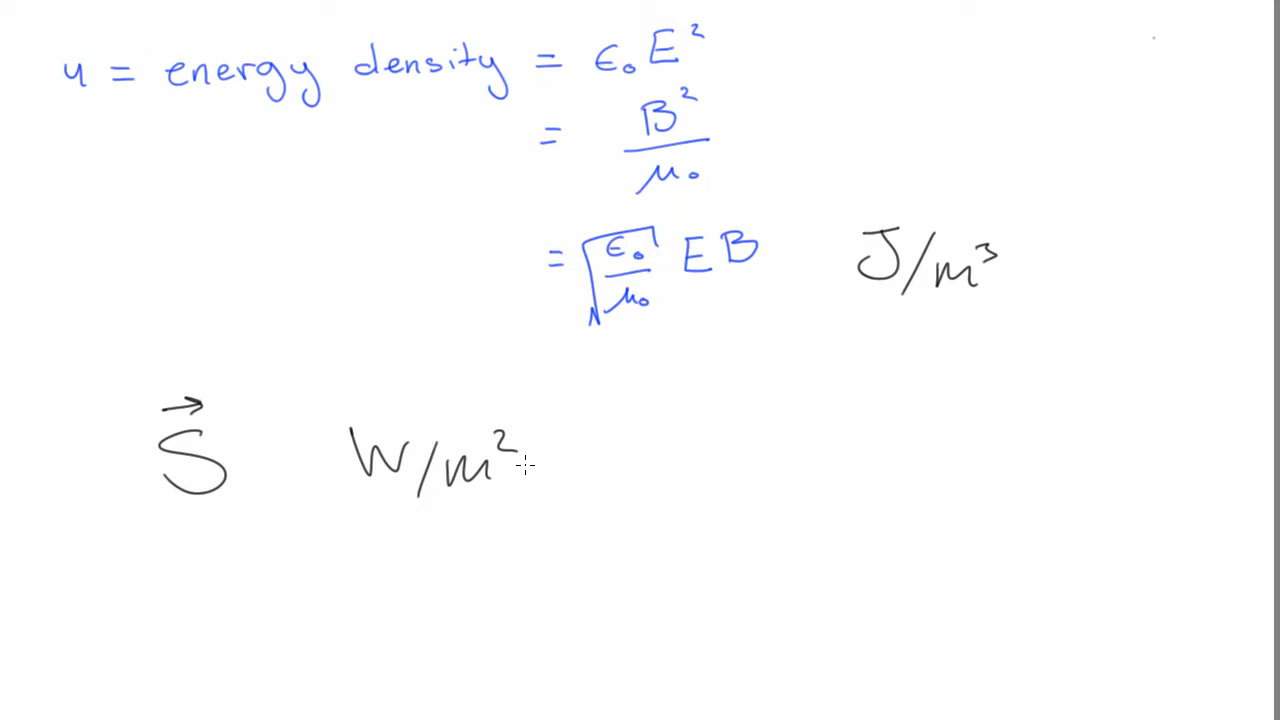 u = energy density = ϵ₀E²
= B²/μ₀
= √(ϵ₀/μ₀) EB J/m³
S⃗ W/m²